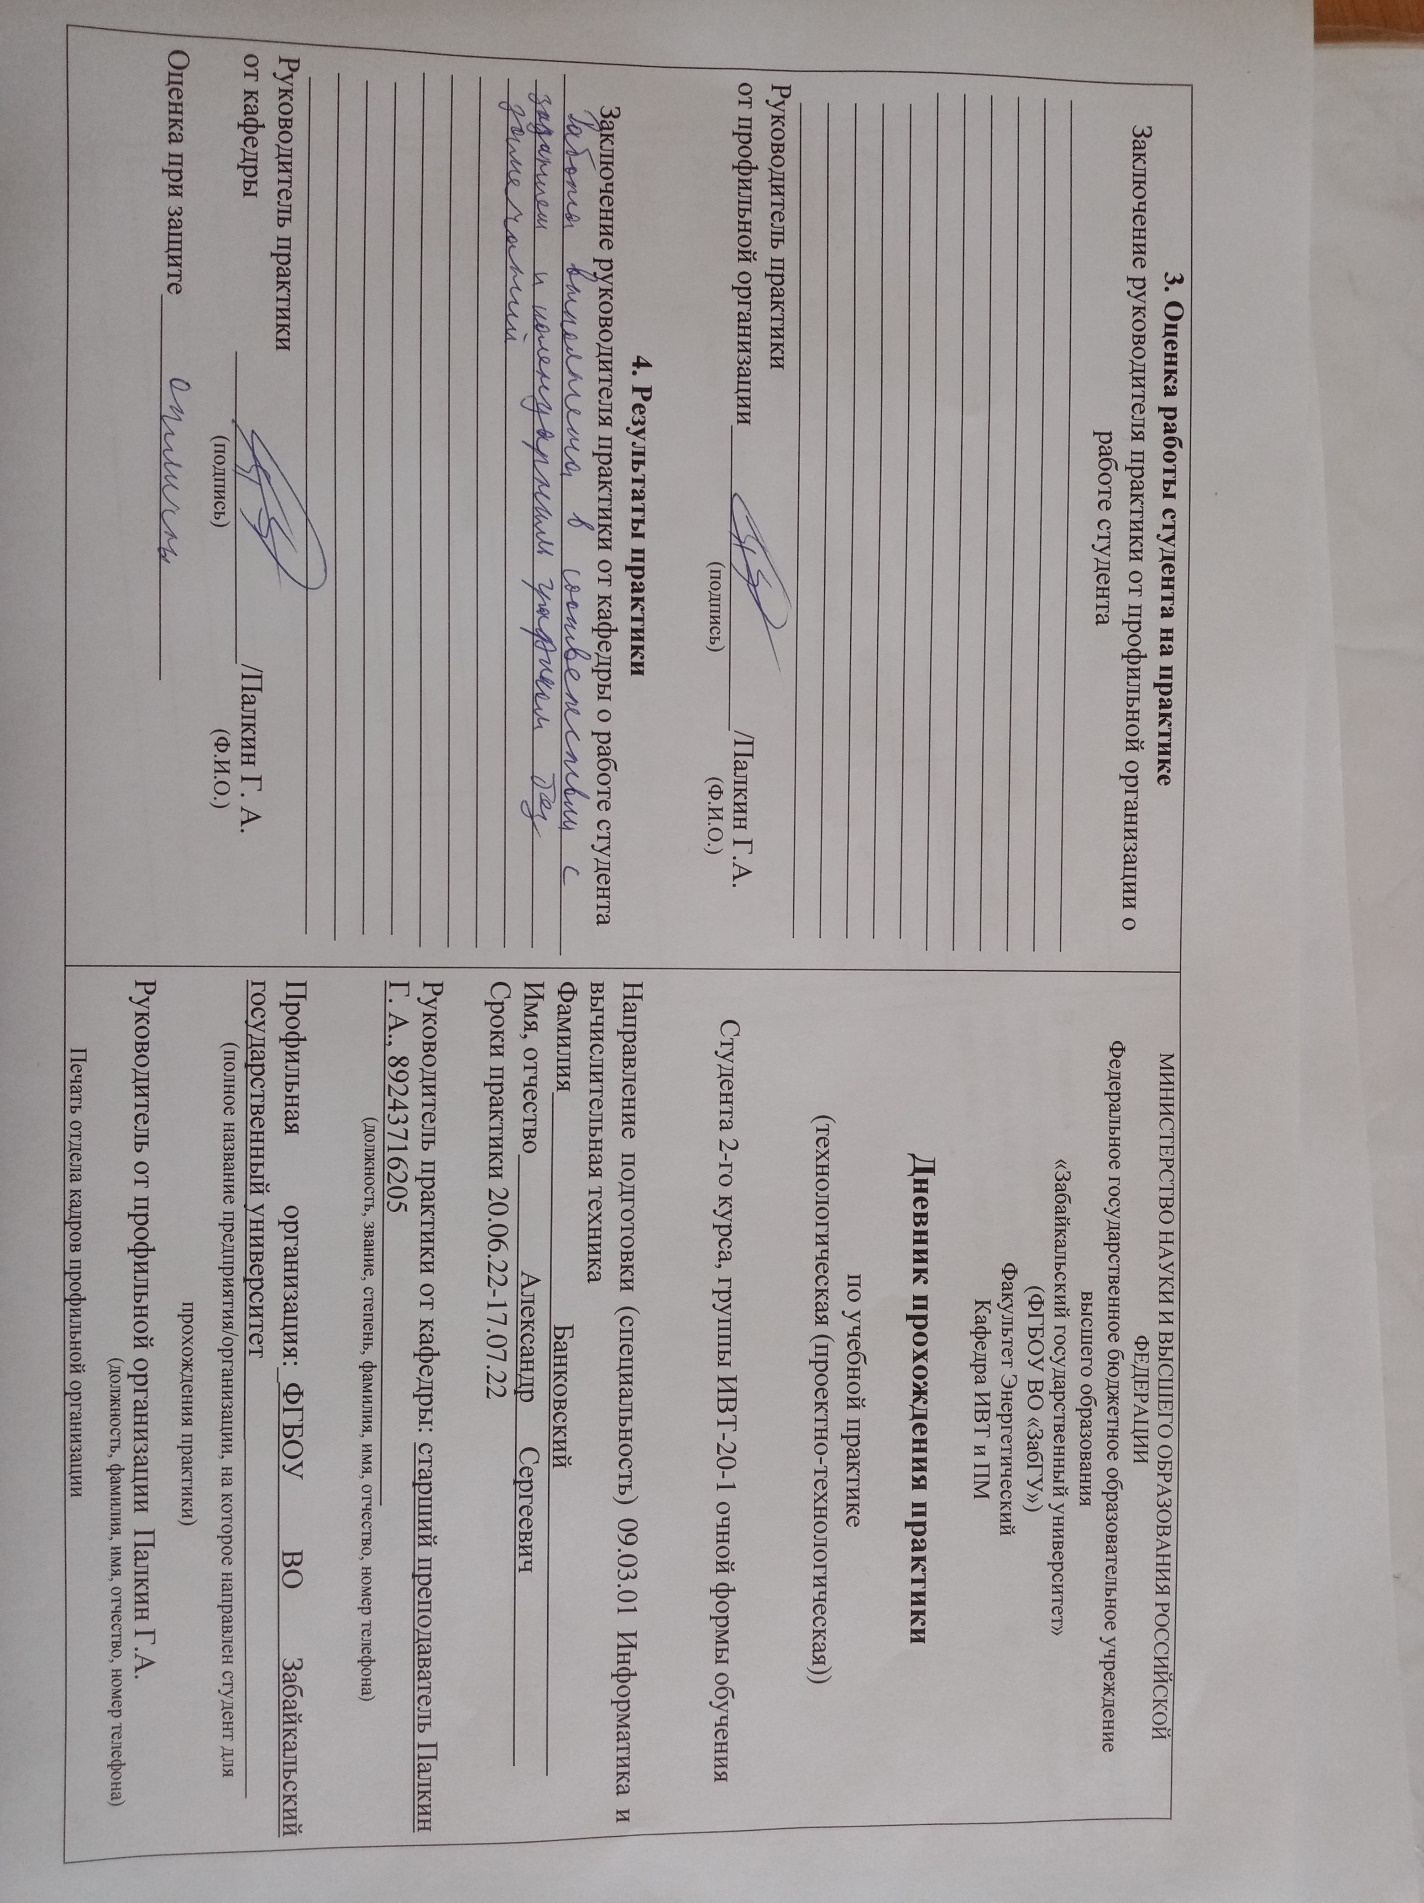 3. Оценка работы студента на практике
Заключение руководителя практики от профильной организации о
работе студента
Руководитель практики
от профильной организации /Палкин Г.А.
(подпись) (Ф.И.О.)
4. Результаты практики
Заключение руководителя практики от кафедры о работе студента
Работа выполнена в соответствии с
заданием и календарным графиком без
замечаний
Руководитель практики
от кафедры /Палкин Г. А.
(подпись) (Ф.И.О.)
Оценка при защите отлично
МИНИСТЕРСТВО НАУКИ И ВЫСШЕГО ОБРАЗОВАНИЯ РОССИЙСКОЙ
ФЕДЕРАЦИИ
Федеральное государственное бюджетное образовательное учреждение
высшего образования
«Забайкальский государственный университет»
(ФГБОУ ВО «ЗабГУ»)
Факультет Энергетический
Кафедра ИВТ и ПМ
Дневник прохождения практики
по учебной практике
(технологическая (проектно-технологическая))
Студента 2-го курса, группы ИВТ-20-1 очной формы обучения
Направление подготовки (специальность) 09.03.01 Информатика и
вычислительная техника
Фамилия Банковский
Имя, отчество Александр Сергеевич
Сроки практики 20.06.22-17.07.22
Руководитель практики от кафедры: старший преподаватель Палкин
Г. А., 89243716205
(должность, звание, степень, фамилия, имя, отчество, номер телефона)
Профильная организация: ФГБОУ ВО Забайкальский
государственный университет
(полное название предприятия/организации, на которое направлен студент для
прохождения практики)
Руководитель от профильной организации Палкин Г.А.
(должность, фамилия, имя, отчество, номер телефона)
Печать отдела кадров профильной организации